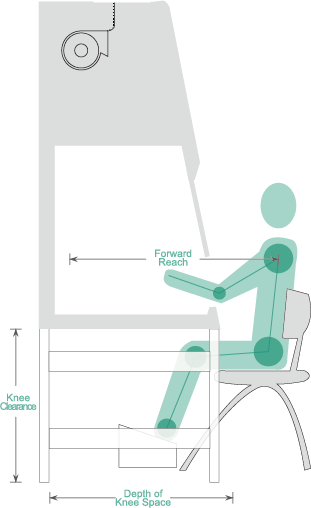 Forward
Reach
Knee
Clearance
Depth of
Knee Space